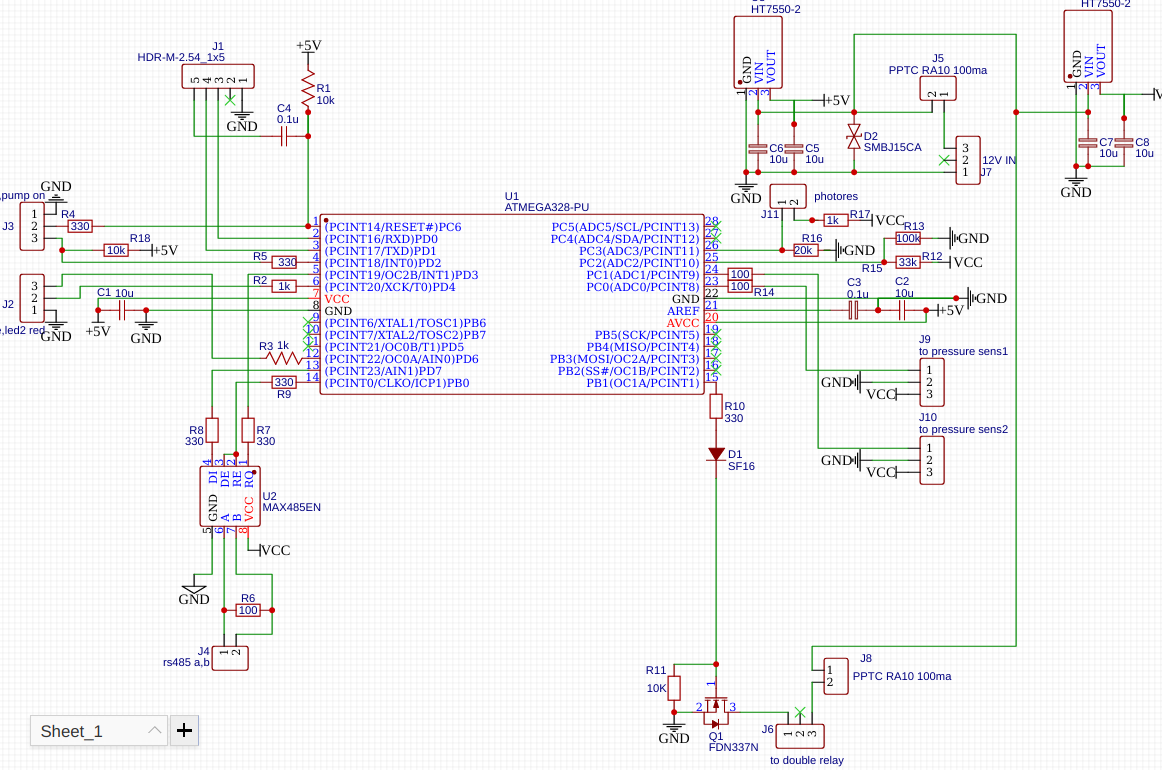 HT7550-2
HT7550-2
J1
HDR-M-2.54_1x5
+5V
5 4 3 2 1
R1
10k
C4
0.1u
GND
GND
VIN
VOUT
1 2 3
+5V
J5
PPTC RA10 100ma
2 1
GND
VIN
VOUT
1 2 3
D2
SMBJ15CA
C6
10u
C5
10u
3
2
1
12V IN
J7
C7
10u
C8
10u
GND
GND
GND
pump on
J3
1
2
3
R4
330
R18
10k
+5V
J11
1 2
photores
R17
1k
VCC
R16
20k
GND
R13
100k
GND
R15
33k
R12
VCC
U1
ATMEGA328-PU
1 (PCINT14/RESET#)PC6
2 (PCINT16/RXD)PD0
3 (PCINT17/TXD)PD1
4 (PCINT18/INT0)PD2
5 (PCINT19/OC2B/INT1)PD3
6 (PCINT20/XCK/T0)PD4
7 VCC
8 GND
9 (PCINT6/XTAL1/TOSC1)PB6
10 (PCINT7/XTAL2/TOSC2)PB7
11 (PCINT21/OC0B/T1)PD5
12 (PCINT22/OC0A/AIN0)PD6
13 (PCINT23/AIN1)PD7
14 (PCINT0/CLKO/ICP1)PB0
PC5(ADC5/SCL/PCINT13) 28
PC4(ADC4/SDA/PCINT12) 27
PC3(ADC3/PCINT11) 26
PC2(ADC2/PCINT10) 25
PC1(ADC1/PCINT9) 24
PC0(ADC0/PCINT8) 23
GND 22
AREF 21
AVCC 20
PB5(SCK/PCINT5) 19
PB4(MISO/PCINT4) 18
PB3(MOSI/OC2A/PCINT3) 17
PB2(SS#/OC1B/PCINT2) 16
PB1(OC1A/PCINT1) 15
R5
330
R2
1k
J2
3
2
1
led2 red
GND
C1 10u
+5V
GND
R3 1k
330
R9
100
100
R14
C3
0.1u
C2
10u
GND
+5V
J9
to pressure sens1
1
2
3
GND
VCC
J10
to pressure sens2
1
2
3
GND
VCC
R10
330
D1
SF16
R8
330
R7
330
4 3 2 1
DI
DE
RE
RO
GND
A
B
VCC
5 6 7 8
U2
MAX485EN
VCC
GND
R6
100
J4
rs485 a,b
1 2
R11
10K
GND
1
2 3
Q1
FDN337N
J6
1 2 3
to double relay
J8
1
2
PPTC RA10 100ma
Sheet_1